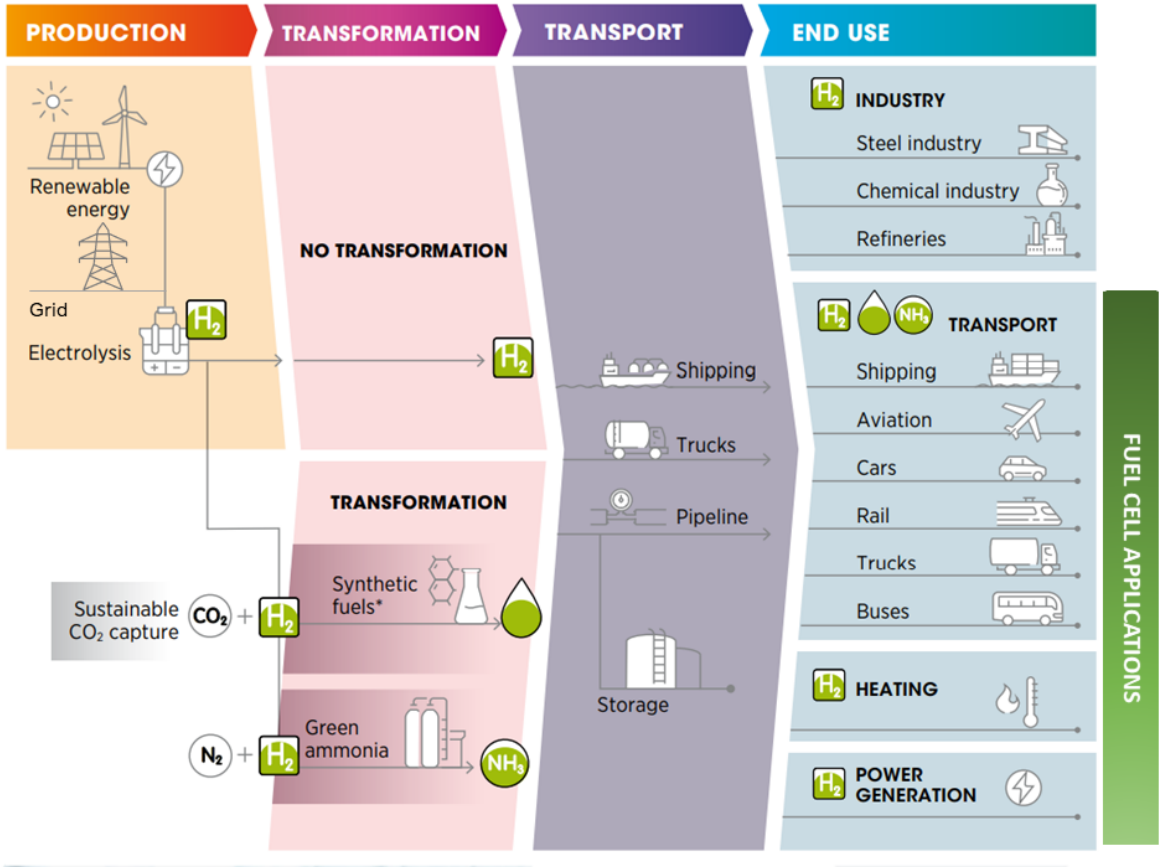 PRODUCTION
TRANSFORMATION
TRANSPORT
END USE
Renewable
energy
Grid
Electrolysis
H₂
NO TRANSFORMATION
H₂
TRANSFORMATION
Sustainable
CO₂ capture
CO₂ + H₂
Synthetic
fuels*
N₂ + H₂
Green
ammonia
NH₃
Shipping
Trucks
Pipeline
Storage
H₂ INDUSTRY
Steel industry
Chemical industry
Refineries
H₂ NH₃ TRANSPORT
Shipping
Aviation
Cars
Rail
Trucks
Buses
H₂ HEATING
H₂ POWER
GENERATION
FUEL CELL APPLICATIONS